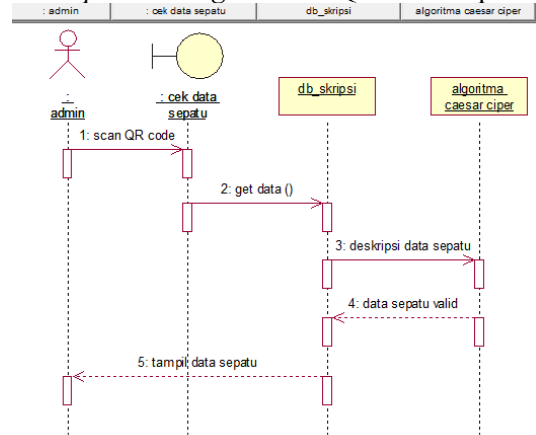 : admin
: cek data sepatu
db_skripsi
algoritma caesar ciper
:
admin
: cek data
sepatu
db_skripsi
algoritma
caesar ciper
1: scan QR code
2: get data ()
3: deskripsi data sepatu
4: data sepatu valid
5: tampil data sepatu